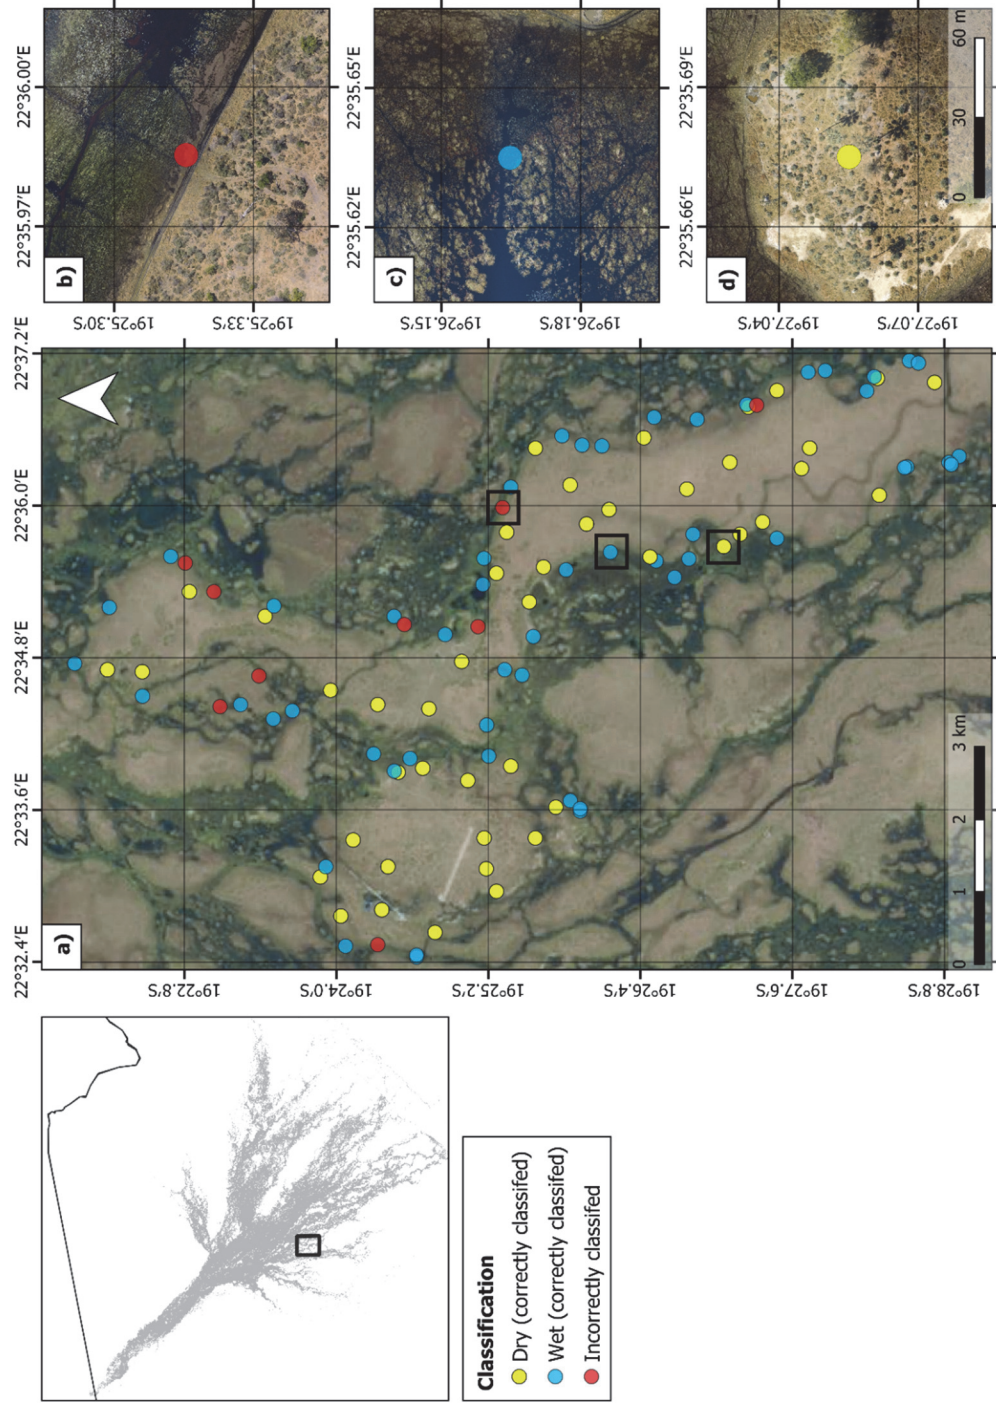 Classification
Dry (correctly classifed)
Wet (correctly classifed)
Incorrectly classifed
22°32.4'E
22°33.6'E
22°34.8'E
22°36.0'E
22°37.2'E
a)
19°22.8'S
19°24.0'S
19°25.2'S
19°26.4'S
19°27.6'S
19°28.8'S
0 1 2 3 km
22°35.97'E
22°36.00'E
b)
19°25.30'S
19°25.33'S
22°35.62'E
22°35.65'E
c)
19°26.15'S
19°26.18'S
22°35.66'E
22°35.69'E
d)
19°27.04'S
19°27.07'S
0 30 60 m